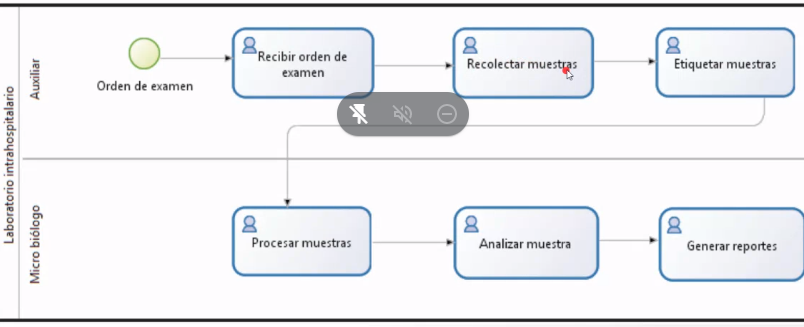 Laboratorio intrahospitalario
Auxiliar
Orden de examen
Recibir orden de
examen
Recolectar muestras
Etiquetar muestras
Micro biólogo
Procesar muestras
Analizar muestra
Generar reportes